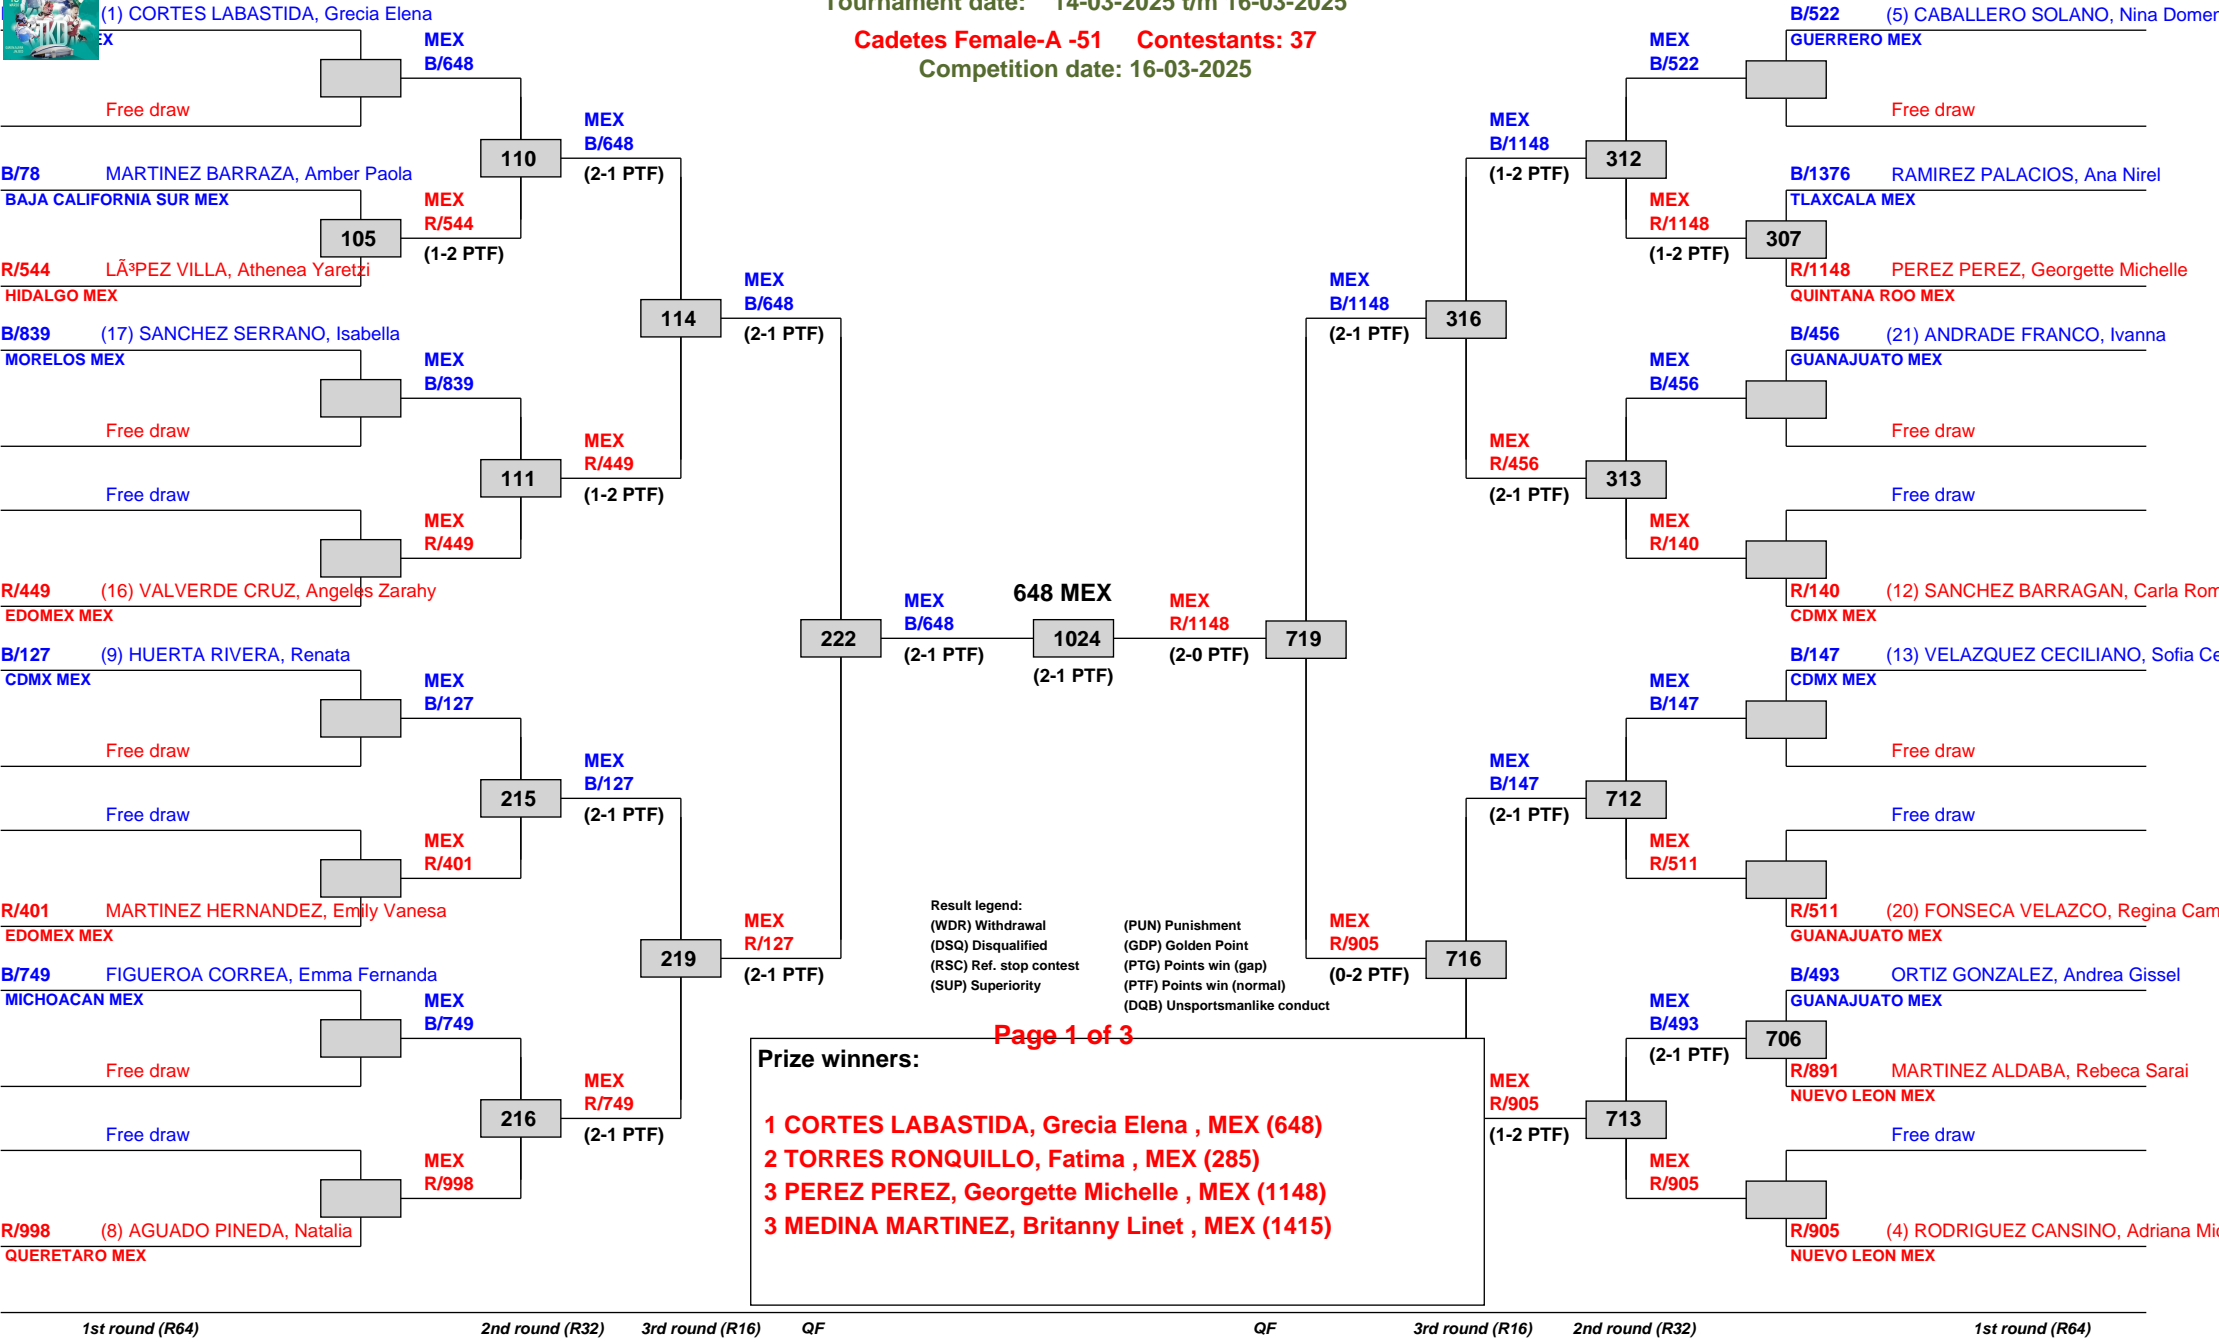 Tournament date: 14-03-2025 t/m 16-03-2025
Cadetes Female-A -51 Contestants: 37
Competition date: 16-03-2025
(1) CORTES LABASTIDA, Grecia Elena
EX
Free draw
B/78 MARTINEZ BARRAZA, Amber Paola
BAJA CALIFORNIA SUR MEX
R/544 LÃ³PEZ VILLA, Athenea Yaretzi
HIDALGO MEX
B/839 (17) SANCHEZ SERRANO, Isabella
MORELOS MEX
Free draw
Free draw
R/449 (16) VALVERDE CRUZ, Angeles Zarahy
EDOMEX MEX
B/127 (9) HUERTA RIVERA, Renata
CDMX MEX
Free draw
Free draw
R/401 MARTINEZ HERNANDEZ, Emily Vanesa
EDOMEX MEX
B/749 FIGUEROA CORREA, Emma Fernanda
MICHOACAN MEX
Free draw
Free draw
R/998 (8) AGUADO PINEDA, Natalia
QUERETARO MEX
105
MEX
B/648
MEX
R/544
(1-2 PTF)
MEX
B/839
MEX
R/449
MEX
B/127
MEX
R/401
MEX
B/749
MEX
R/998
110
111
215
216
MEX
B/648
(2-1 PTF)
MEX
R/449
(1-2 PTF)
MEX
B/127
(2-1 PTF)
MEX
R/749
(2-1 PTF)
114
219
MEX
B/648
(2-1 PTF)
MEX
R/127
(2-1 PTF)
222
MEX
B/648
(2-1 PTF)
648 MEX
1024
(2-1 PTF)
MEX
R/1148
(2-0 PTF)
719
MEX
B/1148
(2-1 PTF)
MEX
R/905
(0-2 PTF)
316
716
MEX
B/1148
(1-2 PTF)
MEX
R/456
(2-1 PTF)
MEX
B/147
(2-1 PTF)
MEX
R/905
(1-2 PTF)
312
313
712
713
MEX
B/522
MEX
R/1148
(1-2 PTF)
MEX
B/456
MEX
R/140
MEX
B/147
MEX
R/511
MEX
B/493
(2-1 PTF)
MEX
R/905
307
706
B/522 (5) CABALLERO SOLANO, Nina Domer
GUERRERO MEX
Free draw
B/1376 RAMIREZ PALACIOS, Ana Nirel
TLAXCALA MEX
R/1148 PEREZ PEREZ, Georgette Michelle
QUINTANA ROO MEX
B/456 (21) ANDRADE FRANCO, Ivanna
GUANAJUATO MEX
Free draw
Free draw
R/140 (12) SANCHEZ BARRAGAN, Carla Rom
CDMX MEX
B/147 (13) VELAZQUEZ CECILIANO, Sofia Ce
CDMX MEX
Free draw
Free draw
R/511 (20) FONSECA VELAZCO, Regina Cam
GUANAJUATO MEX
B/493 ORTIZ GONZALEZ, Andrea Gissel
GUANAJUATO MEX
R/891 MARTINEZ ALDABA, Rebeca Sarai
NUEVO LEON MEX
Free draw
R/905 (4) RODRIGUEZ CANSINO, Adriana Mic
NUEVO LEON MEX
Result legend:
(WDR) Withdrawal (PUN) Punishment
(DSQ) Disqualified (GDP) Golden Point
(RSC) Ref. stop contest (PTG) Points win (gap)
(SUP) Superiority (PTF) Points win (normal)
(DQB) Unsportsmanlike conduct
Page 1 of 3
Prize winners:
1 CORTES LABASTIDA, Grecia Elena , MEX (648)
2 TORRES RONQUILLO, Fatima , MEX (285)
3 PEREZ PEREZ, Georgette Michelle , MEX (1148)
3 MEDINA MARTINEZ, Britanny Linet , MEX (1415)
1st round (R64) 2nd round (R32) 3rd round (R16) QF QF 3rd round (R16) 2nd round (R32) 1st round (R64)